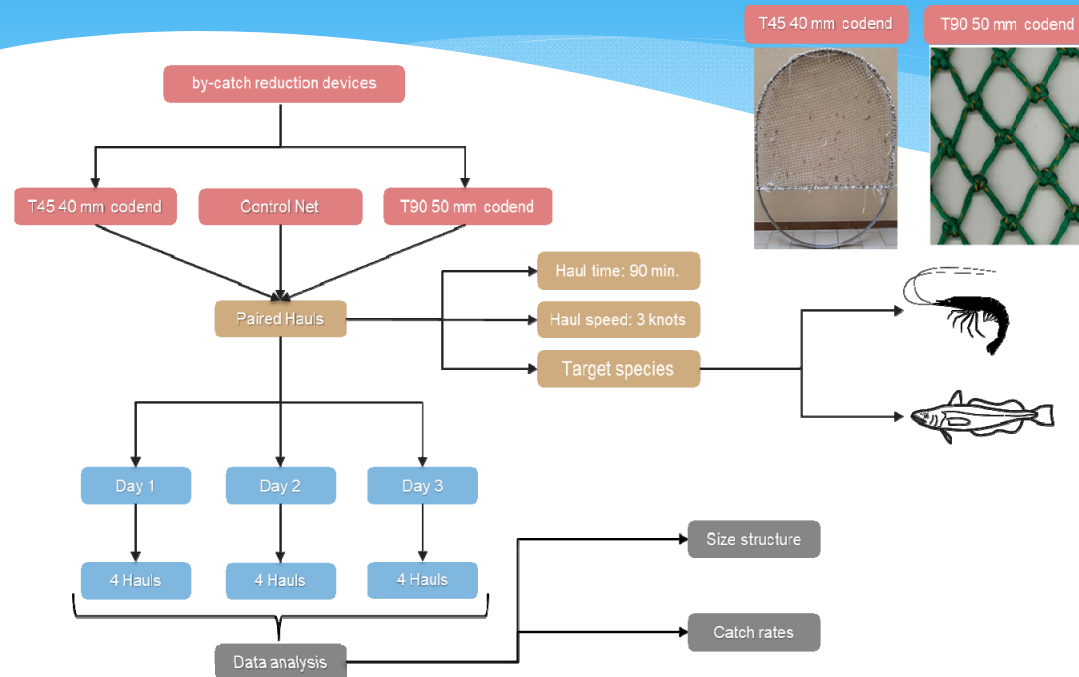 T45 40 mm codend
T90 50 mm codend
by-catch reduction devices
T45 40 mm codend
Control Net
T90 50 mm codend
Haul time: 90 min.
Paired Hauls
Haul speed: 3 knots
Target species
Day 1
Day 2
Day 3
Size structure
4 Hauls
4 Hauls
4 Hauls
Catch rates
Data analysis